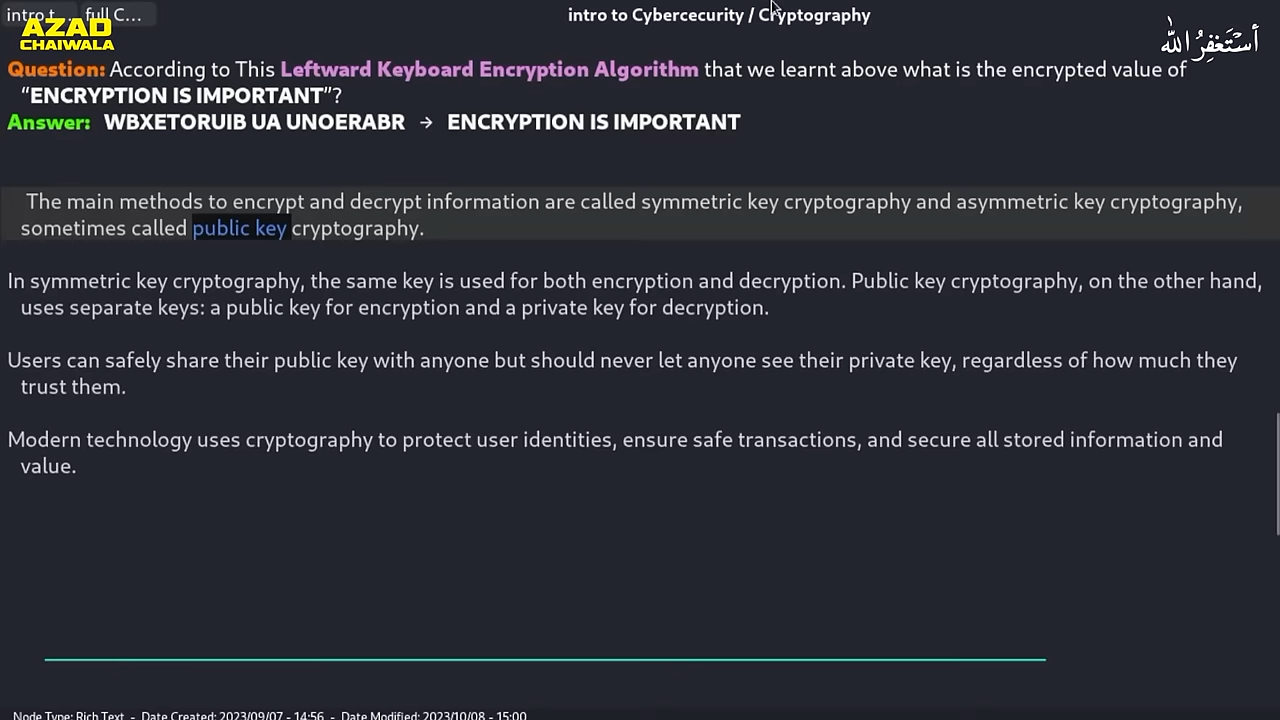 intro t... full C...
intro to Cybercecurity / Cryptography
AZAD
CHAIWALA
أستغفر الله
Question: According to This Leftward Keyboard Encryption Algorithm that we learnt above what is the encrypted value of
“ENCRYPTION IS IMPORTANT”?
Answer: WBXETORUIB UA UNOERABR → ENCRYPTION IS IMPORTANT
The main methods to encrypt and decrypt information are called symmetric key cryptography and asymmetric key cryptography,
sometimes called public key cryptography.
In symmetric key cryptography, the same key is used for both encryption and decryption. Public key cryptography, on the other hand,
uses separate keys: a public key for encryption and a private key for decryption.
Users can safely share their public key with anyone but should never let anyone see their private key, regardless of how much they
trust them.
Modern technology uses cryptography to protect user identities, ensure safe transactions, and secure all stored information and
value.
Node Type: Rich Text - Date Created: 2023/09/07 - 14:56 - Date Modified: 2023/10/08 - 15:00